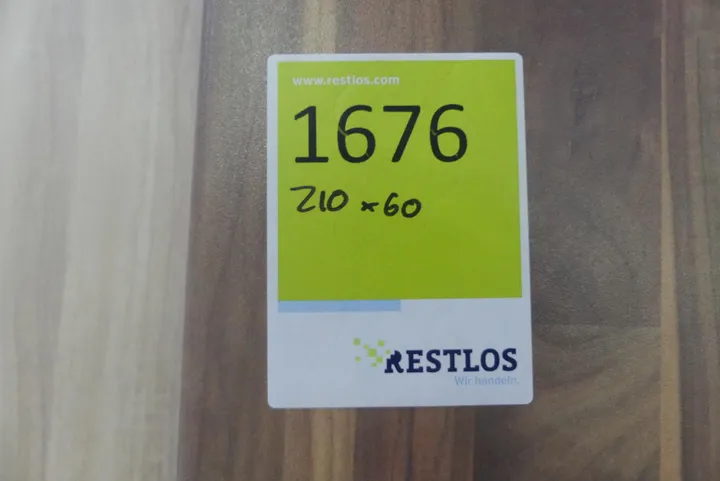 www.restlos.com
1676
210 x 60
RESTLOS
Wir handeln.